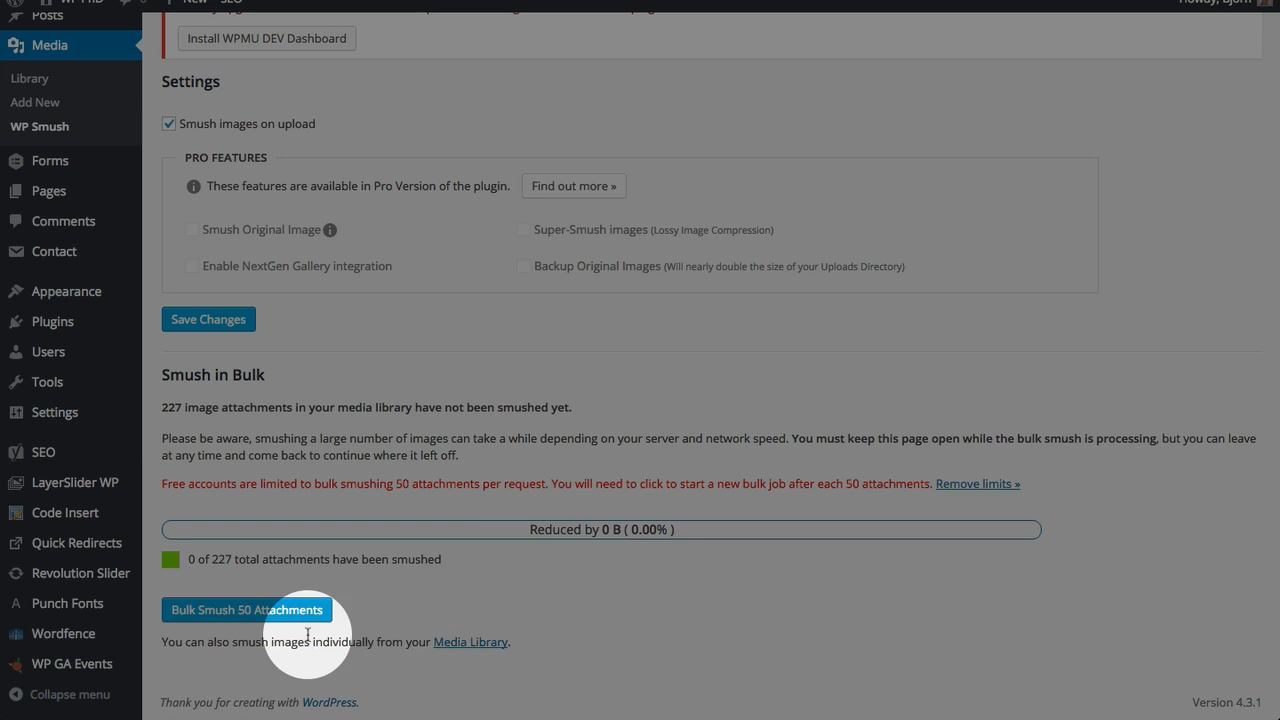 Posts
New
SEO
Howdy, Bjorn
Media
Library
Add New
WP Smush
Forms
Pages
Comments
Contact
Appearance
Plugins
Users
Tools
Settings
SEO
LayerSlider WP
Code Insert
Quick Redirects
Revolution Slider
Punch Fonts
Wordfence
WP GA Events
Collapse menu
Install WPMU DEV Dashboard
Settings
Smush images on upload
PRO FEATURES
These features are available in Pro Version of the plugin. Find out more »
Smush Original Image Super-Smush images (Lossy Image Compression)
Enable NextGen Gallery integration Backup Original Images (Will nearly double the size of your Uploads Directory)
Save Changes
Smush in Bulk
227 image attachments in your media library have not been smushed yet.
Please be aware, smushing a large number of images can take a while depending on your server and network speed. You must keep this page open while the bulk smush is processing, but you can leave
at any time and come back to continue where it left off.
Free accounts are limited to bulk smushing 50 attachments per request. You will need to click to start a new bulk job after each 50 attachments. Remove limits »
Reduced by 0 B ( 0.00% )
0 of 227 total attachments have been smushed
Bulk Smush 50 Attachments
You can also smush images individually from your Media Library.
Thank you for creating with WordPress.
Version 4.3.1